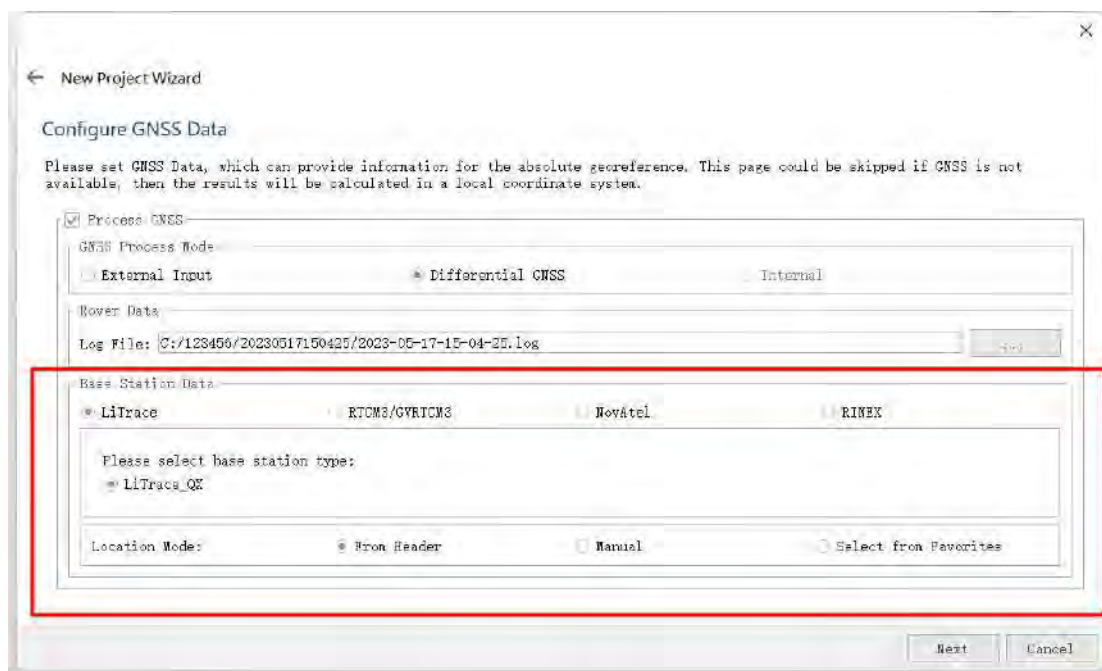 New Project Wizard
Configure GNSS Data
Please set GNSS Data, which can provide information for the absolute georeference. This page could be skipped if GNSS is not
available, then the results will be calculated in a local coordinate system.
Process GNSS
GNSS Process Mode
External Input Differential GNSS Internal
Rover Data
Log File: C:/123456/20230517150425/2023-05-17-15-04-25.log ...
Base Station Data
LiTrace RTCM3/GVRTCM3 NovAtel RINEX
Please select base station type:
LiTrace_QX
Location Mode: From Header Manual Select from Favorites
Next Cancel